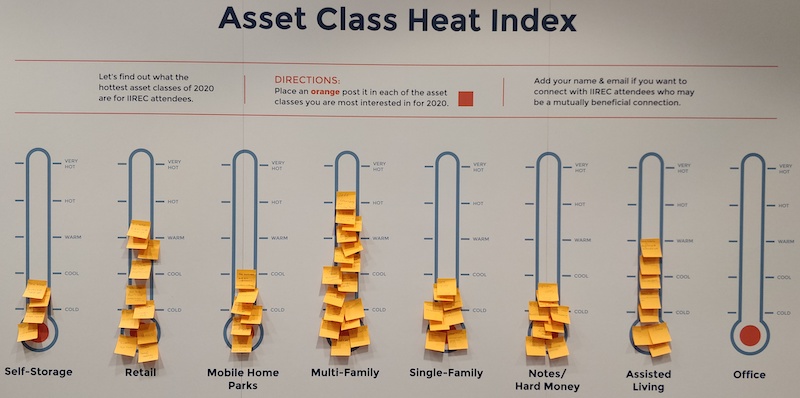 Asset Class Heat Index
Let's find out what the
hottest asset classes of 2020
are for IIREC attendees.
DIRECTIONS:
Place an orange post it in each of the asset
classes you are most interested in for 2020.
Add your name & email if you want to
connect with IIREC attendees who may
be a mutually beneficial connection.
VERY
HOT
HOT
WARM
COOL
COLD
Self-Storage
VERY
HOT
HOT
WARM
COOL
COLD
Retail
VERY
HOT
HOT
WARM
COOL
COLD
Mobile Home
Parks
VERY
HOT
HOT
WARM
COOL
COLD
Multi-Family
VERY
HOT
HOT
WARM
COOL
COLD
Single-Family
VERY
HOT
HOT
WARM
COOL
COLD
Notes/
Hard Money
VERY
HOT
HOT
WARM
COOL
COLD
Assisted
Living
VERY
HOT
HOT
WARM
COOL
COLD
Office